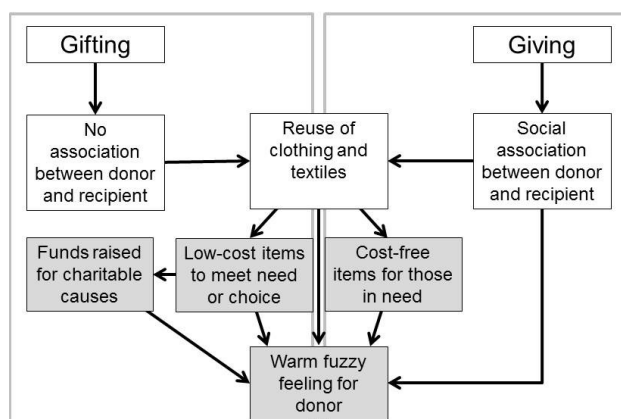 Gifting
Giving
No
association
between donor
and recipient
Reuse of
clothing and
textiles
Social
association
between donor
and recipient
Funds raised
for charitable
causes
Low-cost items
to meet need
or choice
Cost-free
items for those
in need
Warm fuzzy
feeling for
donor